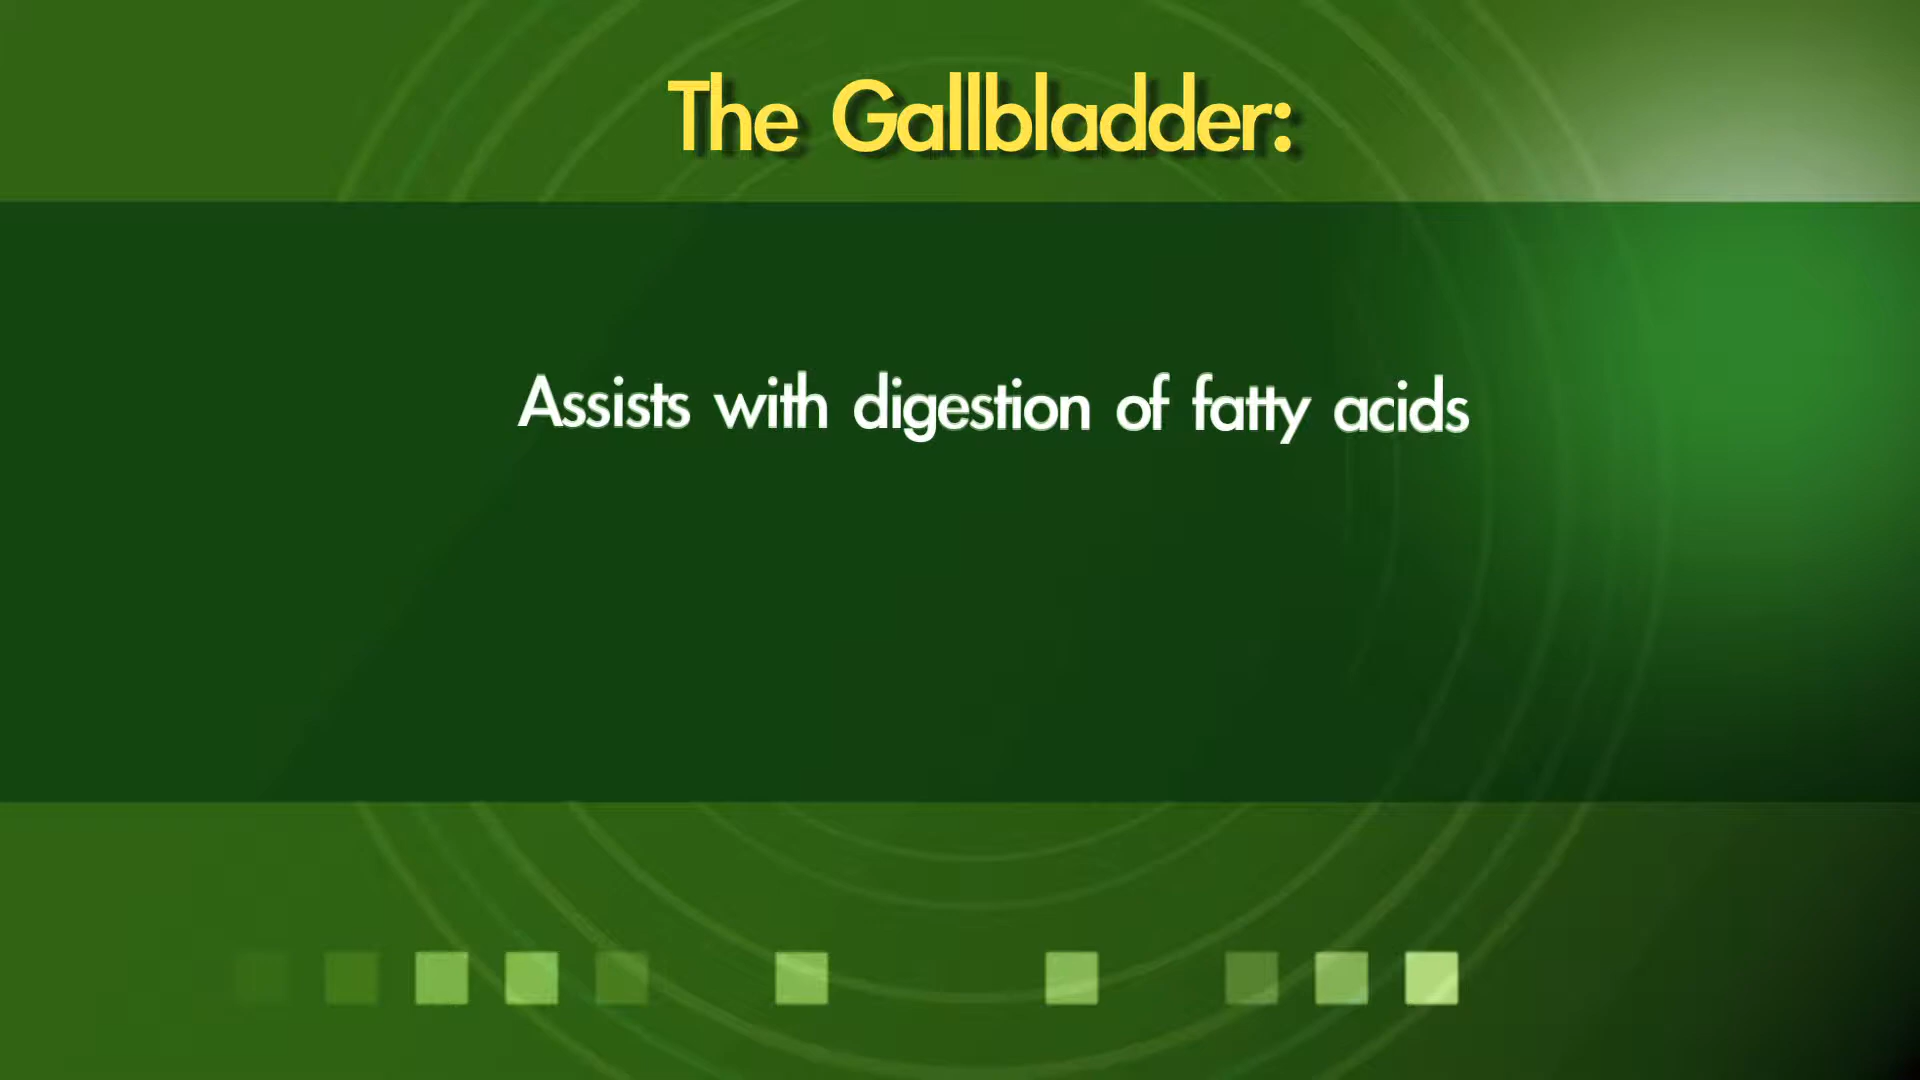 The Gallbladder:
Assists with digestion of fatty acids